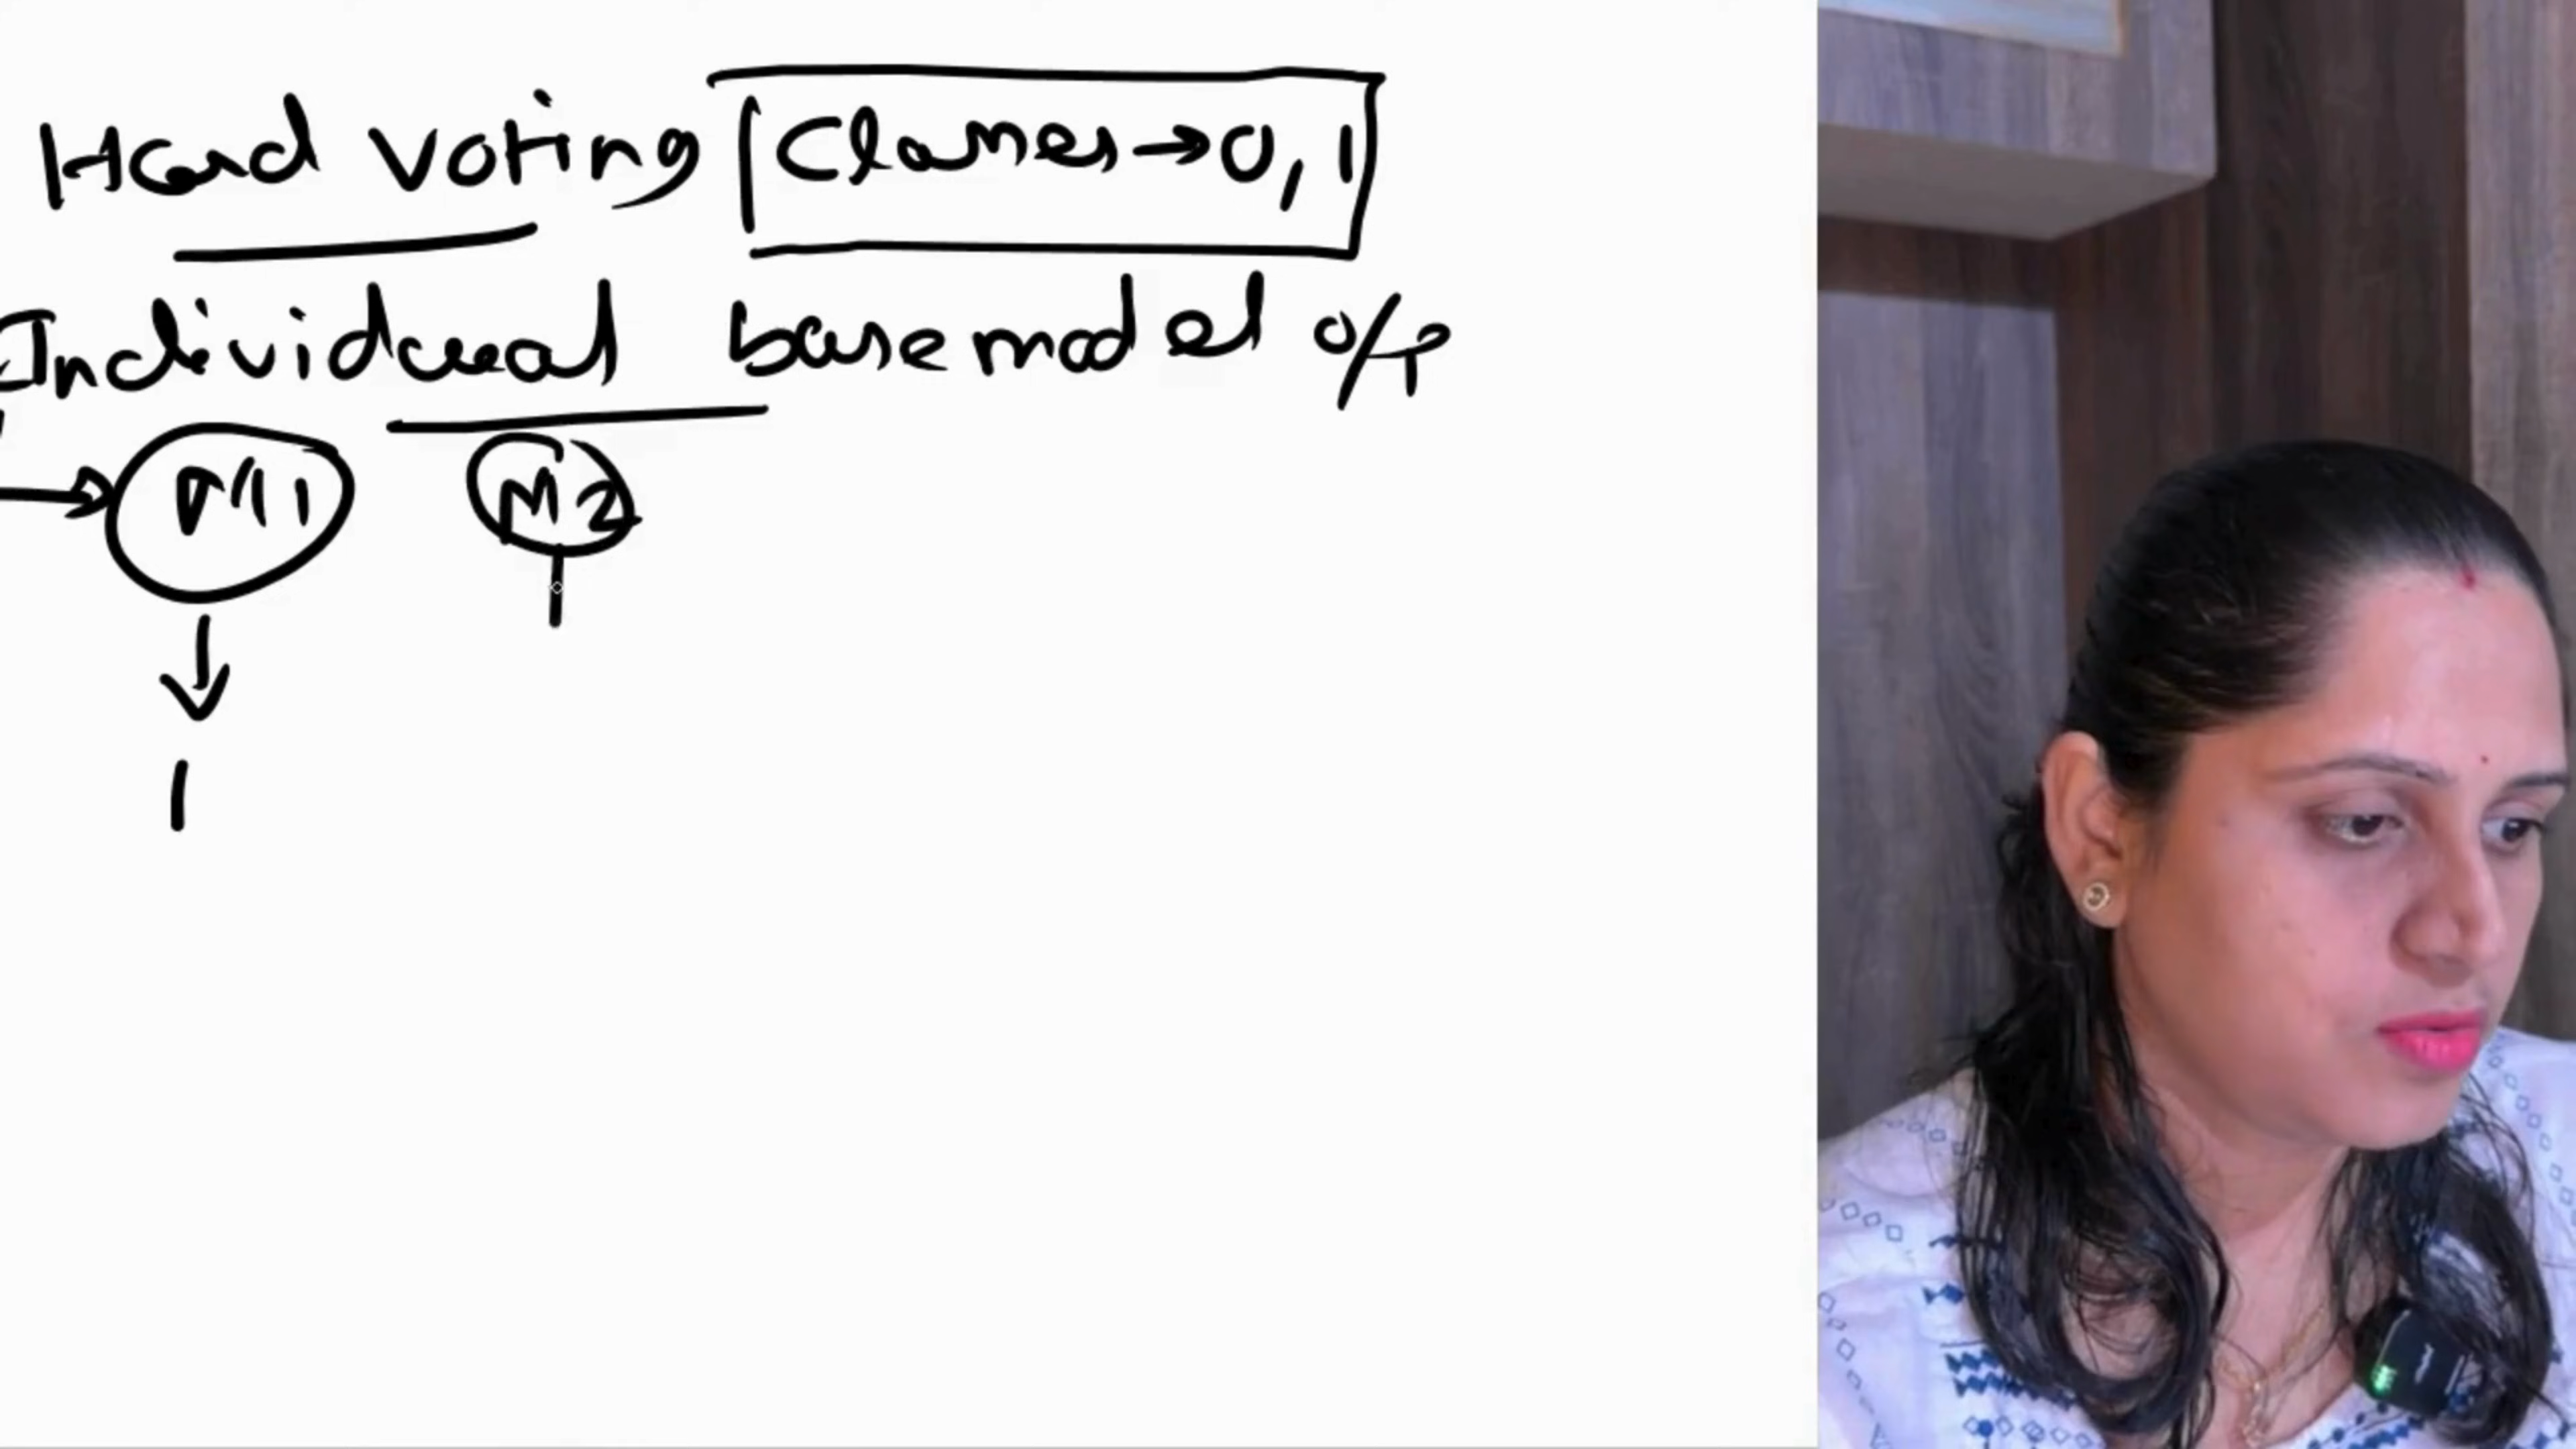 Hard voting Classes → 0, 1
Individual base model o/p
M1 M2
1